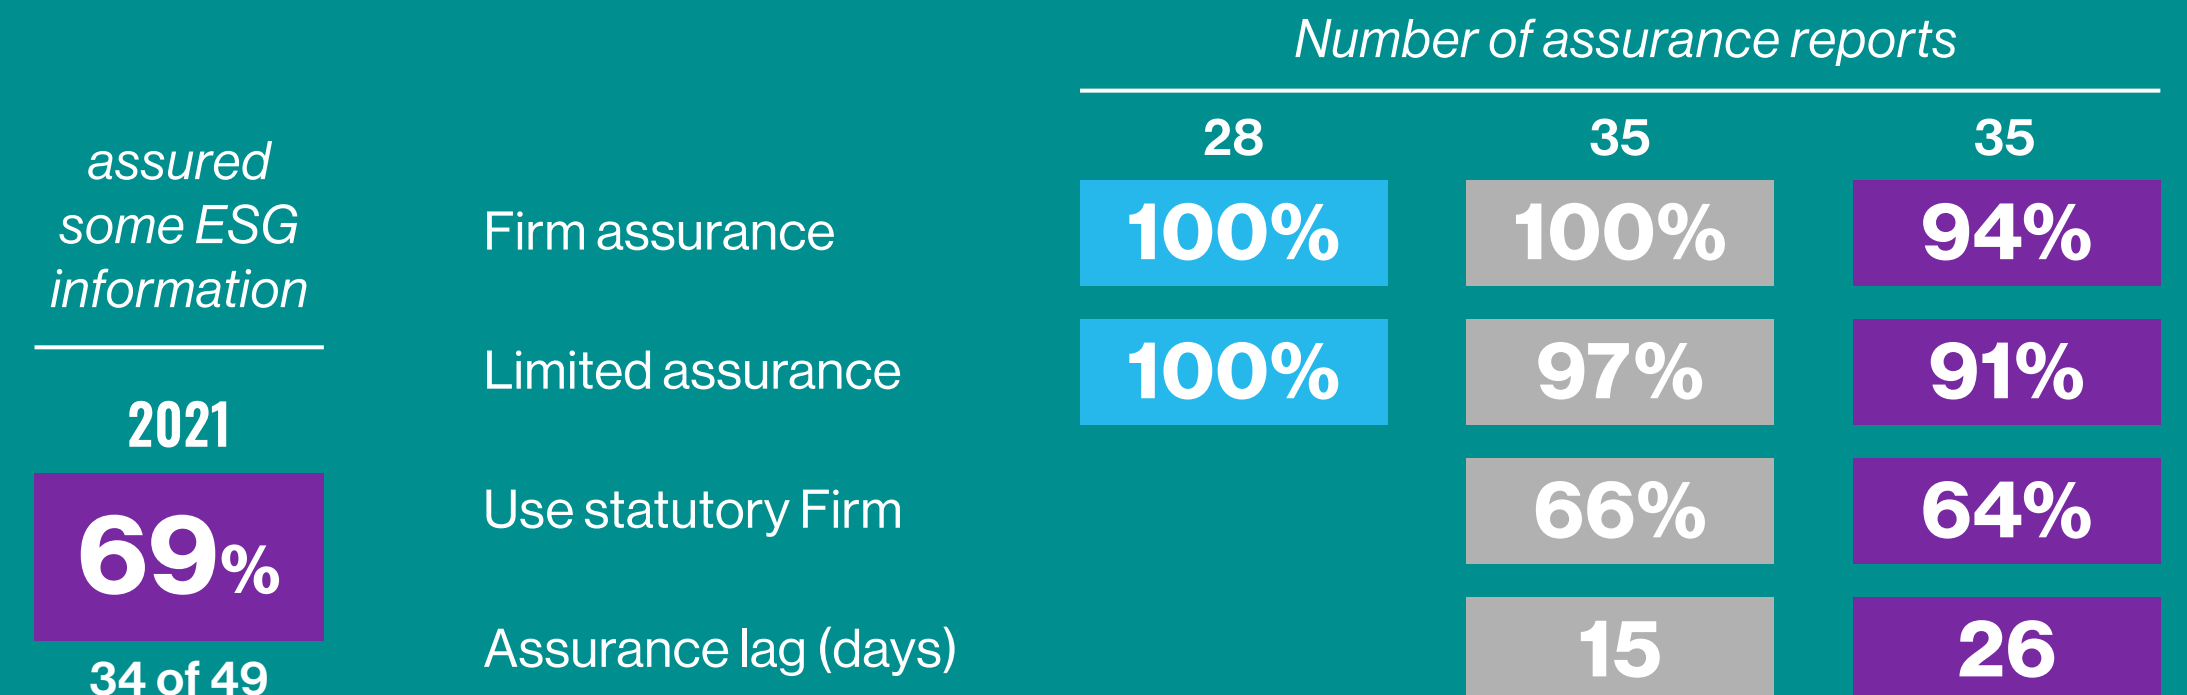 assured
some ESG
information
2021
69%
34 of 49
Number of assurance reports
28 35 35
Firm assurance 100% 100% 94%
Limited assurance 100% 97% 91%
Use statutory Firm 66% 64%
Assurance lag (days) 15 26